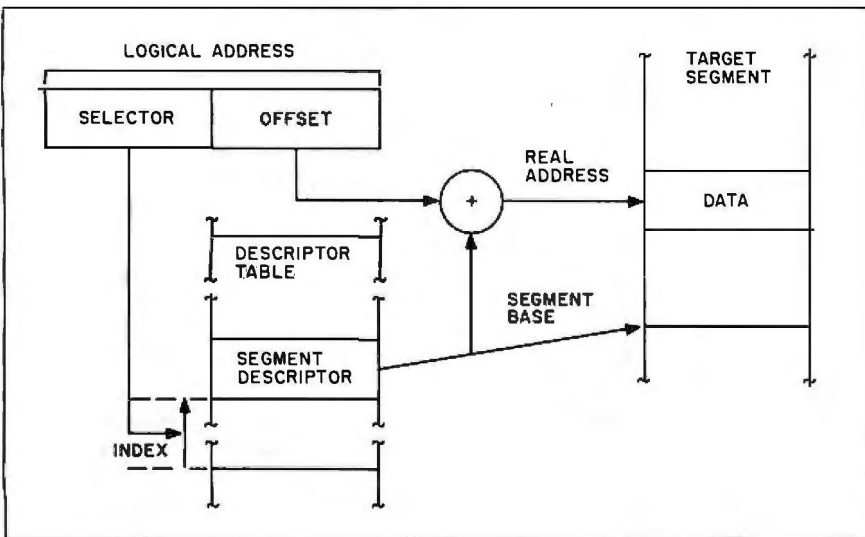 LOGICAL ADDRESS
SELECTOR
OFFSET
TARGET
SEGMENT
REAL
ADDRESS
+
DATA
DESCRIPTOR
TABLE
SEGMENT
BASE
SEGMENT
DESCRIPTOR
INDEX